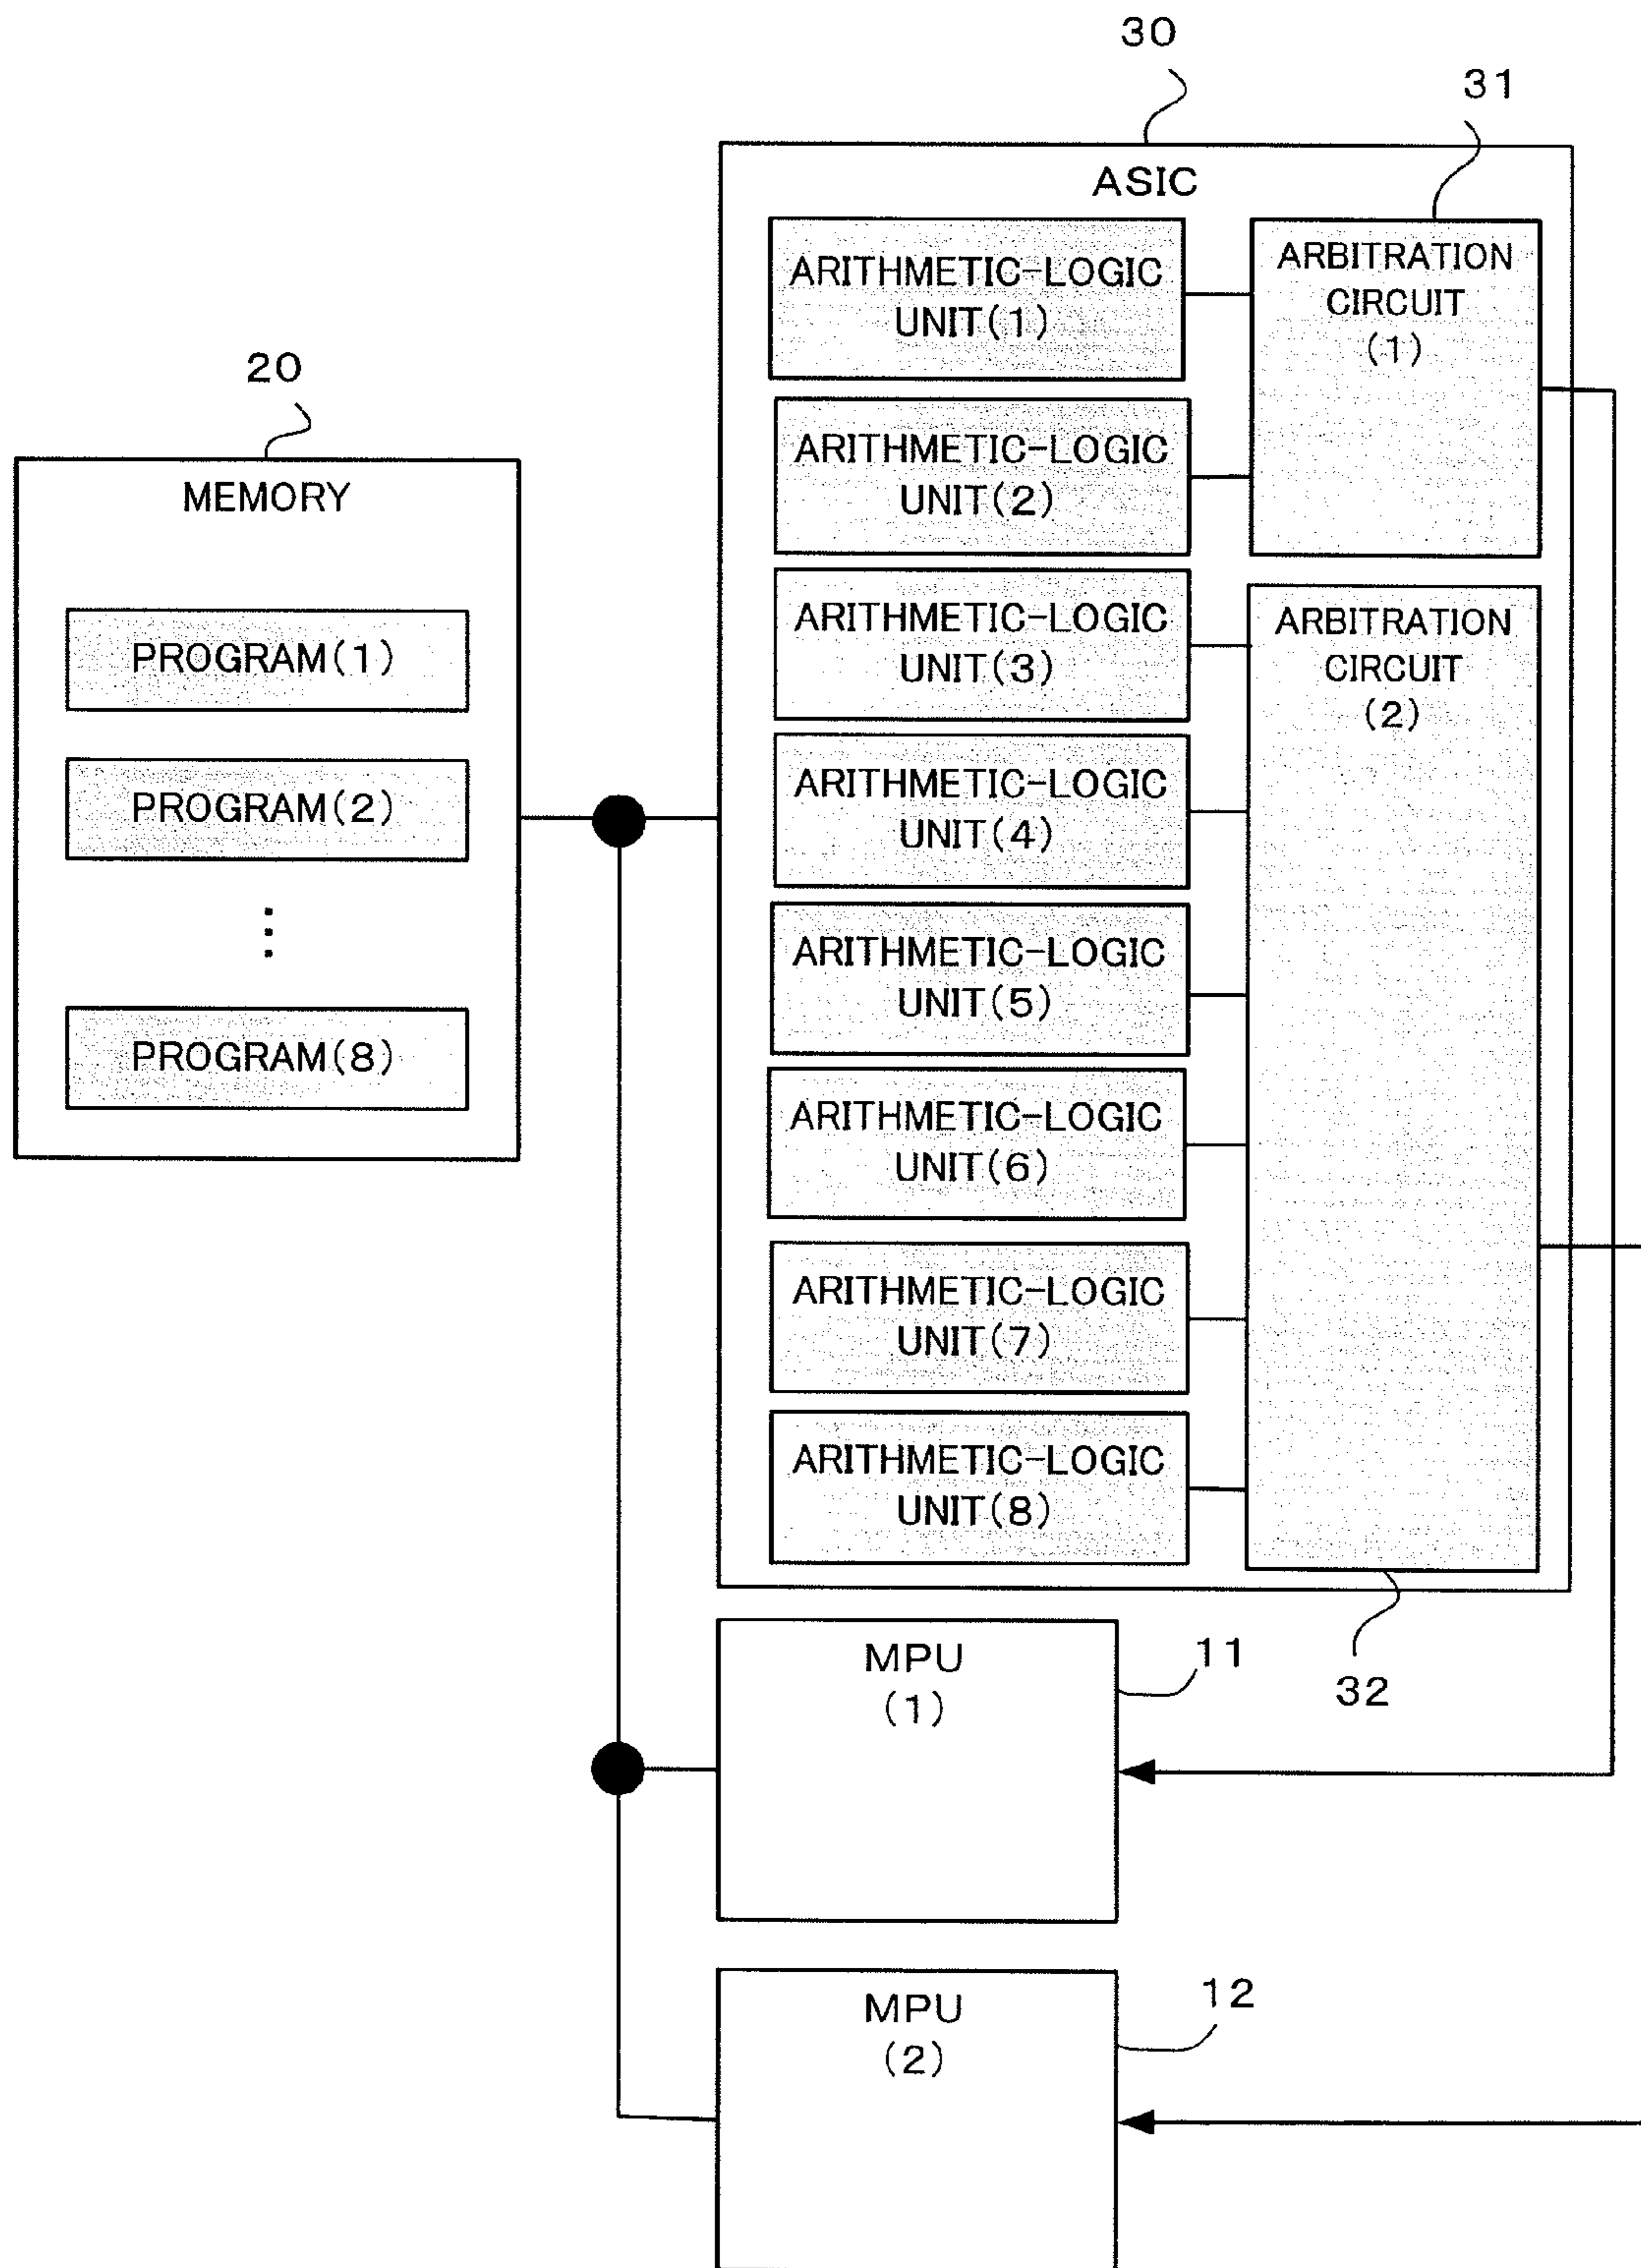 30
31
ASIC
ARITHMETIC-LOGIC
UNIT(1)
ARBITRATION
CIRCUIT
(1)
20
ARITHMETIC-LOGIC
UNIT(2)
MEMORY
ARITHMETIC-LOGIC
UNIT(3)
ARBITRATION
CIRCUIT
(2)
PROGRAM(1)
ARITHMETIC-LOGIC
UNIT(4)
PROGRAM(2)
⋮
ARITHMETIC-LOGIC
UNIT(5)
PROGRAM(8)
ARITHMETIC-LOGIC
UNIT(6)
ARITHMETIC-LOGIC
UNIT(7)
ARITHMETIC-LOGIC
UNIT(8)
MPU
(1)
11
32
MPU
(2)
12